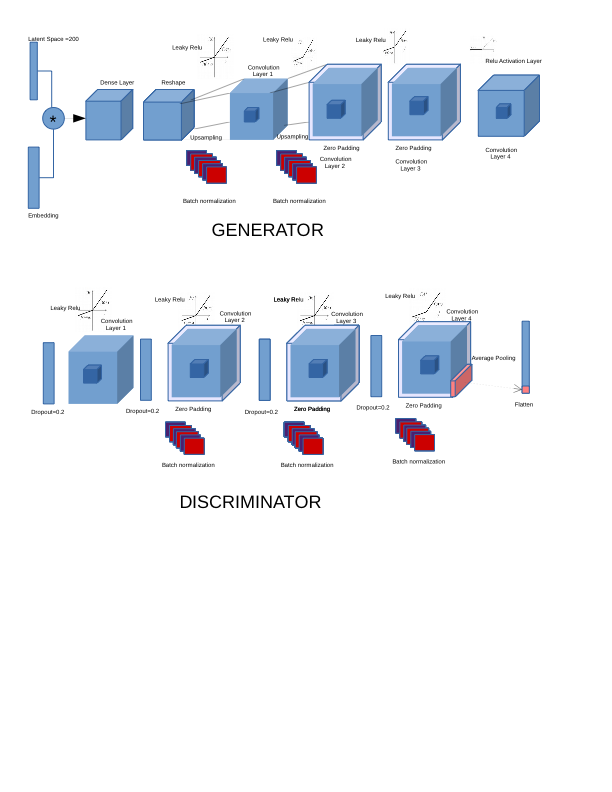 Latent Space =200
Leaky Relu
Leaky Relu
Leaky Relu
Relu Activation Layer
Convolution
Layer 1
Dense Layer
Reshape
*
Upsampling
Upsampling
Zero Padding
Zero Padding
Convolution
Layer 2
Convolution
Layer 3
Convolution
Layer 4
Batch normalization
Batch normalization
Embedding
GENERATOR
Leaky Relu
Leaky Relu
Leaky Relu
Leaky Relu
Convolution
Layer 1
Convolution
Layer 2
Convolution
Layer 3
Convolution
Layer 4
Average Pooling
Dropout=0.2
Dropout=0.2
Dropout=0.2
Dropout=0.2
Zero Padding
Zero Padding
Zero Padding
Flatten
Batch normalization
Batch normalization
Batch normalization
DISCRIMINATOR